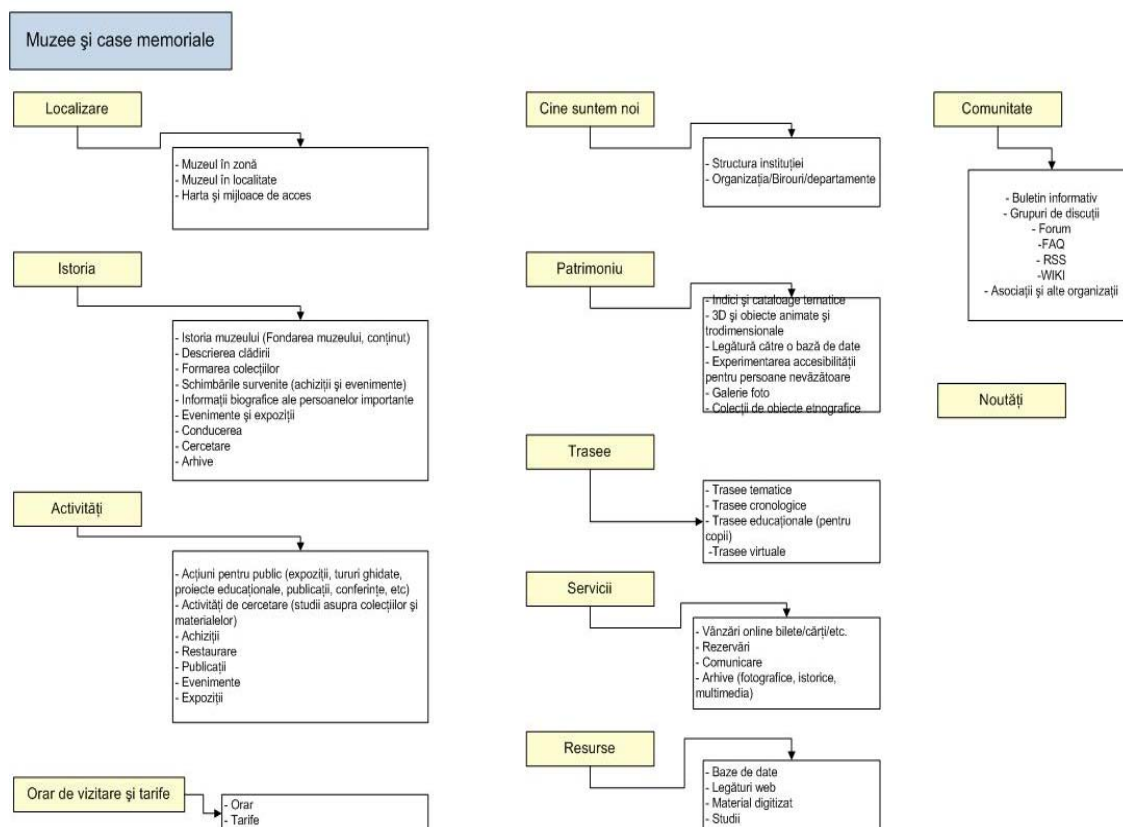 Muzee şi case memoriale
Localizare
- Muzeul în zonă
- Muzeul în localitate
- Harta şi mijloace de acces
Istoria
- Istoria muzeului (Fondarea muzeului, conţinut)
- Descrierea clădirii
- Formarea colecţiilor
- Schimbările survenite (achiziţii şi evenimente)
- Informaţii biografice ale persoanelor importante
- Evenimente şi expoziţii
- Conducerea
- Cercetare
- Arhive
Activităţi
- Acţiuni pentru public (expoziţii, tururi ghidate,
proiecte educaţionale, publicaţii, conferinţe, etc)
- Activităţi de cercetare (studii asupra colecţiilor şi
materialelor)
- Achiziţii
- Restaurare
- Publicaţii
- Evenimente
- Expoziţii
Orar de vizitare şi tarife
- Orar
- Tarife
Cine suntem noi
- Structura instituţiei
- Organizaţia/Birouri/departamente
Patrimoniu
- Indici şi cataloage tematice
- 3D şi obiecte animate şi
trodimensionale
- Legătură către o bază de date
- Experimentarea accesibilităţii
pentru persoane nevăzătoare
- Galerie foto
- Colecţii de obiecte etnografice
Trasee
- Trasee tematice
- Trasee cronologice
- Trasee educaţionale (pentru
copii)
-Trasee virtuale
Servicii
- Vânzări online bilete/cărţi/etc.
- Rezervări
- Comunicare
- Arhive (fotografice, istorice,
multimedia)
Resurse
- Baze de date
- Legături web
- Material digitizat
- Studii
Comunitate
- Buletin informativ
- Grupuri de discuţii
- Forum
-FAQ
- RSS
-WIKI
- Asociaţii şi alte organizaţii
Noutăţi